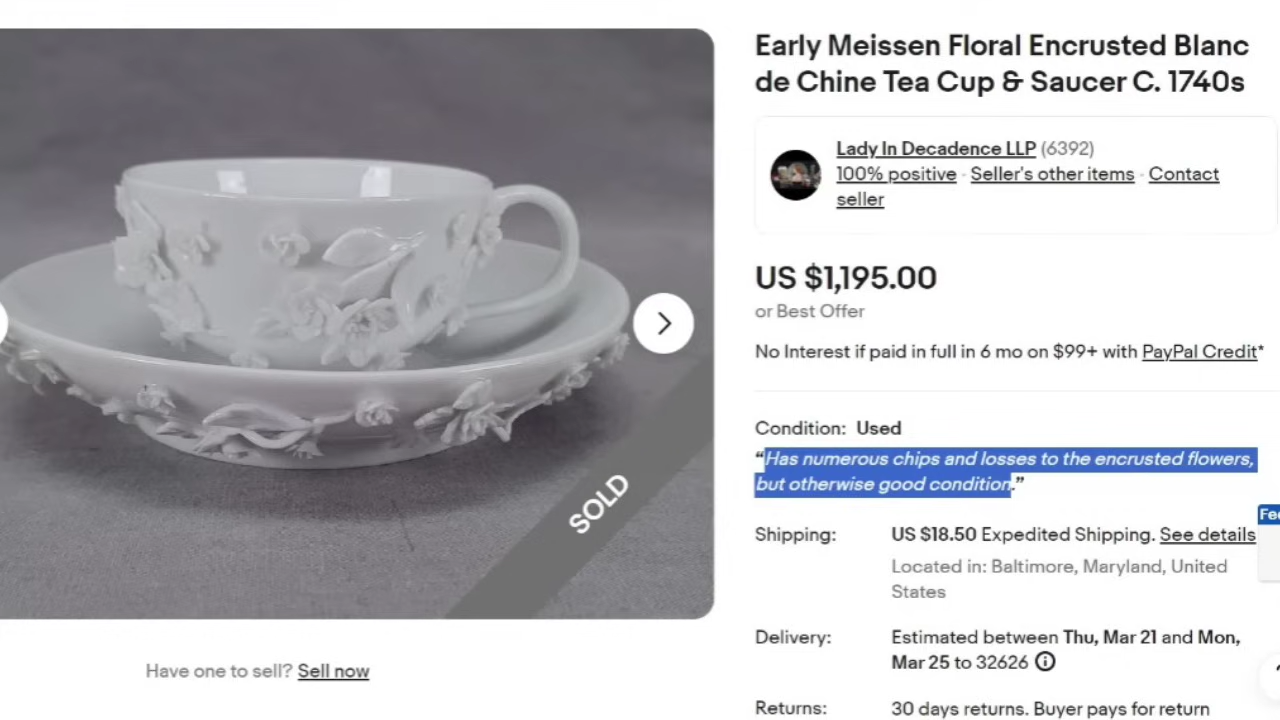 Early Meissen Floral Encrusted Blanc
de Chine Tea Cup & Saucer C. 1740s
Lady In Decadence LLP (6392)
100% positive · Seller's other items · Contact
seller
US $1,195.00
or Best Offer
No Interest if paid in full in 6 mo on $99+ with PayPal Credit*
Condition: Used
“Has numerous chips and losses to the encrusted flowers,
but otherwise good condition.”
SOLD
Shipping: US $18.50 Expedited Shipping. See details
Located in: Baltimore, Maryland, United
States
Delivery: Estimated between Thu, Mar 21 and Mon,
Mar 25 to 32626
Have one to sell? Sell now
Returns: 30 days returns. Buyer pays for return